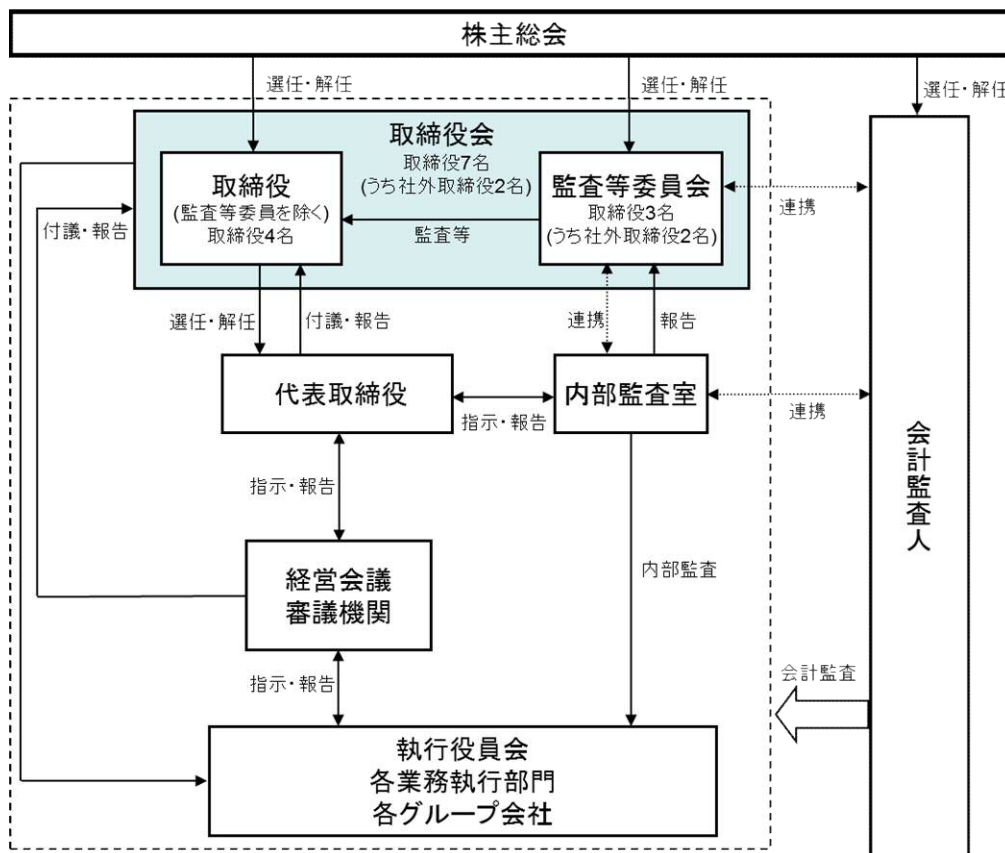 株主総会
選任・解任
選任・解任
選任・解任
取締役会
取締役7名
(うち社外取締役2名)
取締役
(監査等委員を除く)
取締役4名
監査等委員会
取締役3名
(うち社外取締役2名)
監査等
連携
付議・報告
選任・解任
付議・報告
連携
報告
代表取締役
指示・報告
内部監査室
連携
会計監査人
指示・報告
経営会議
審議機関
内部監査
指示・報告
会計監査
執行役員会
各業務執行部門
各グループ会社